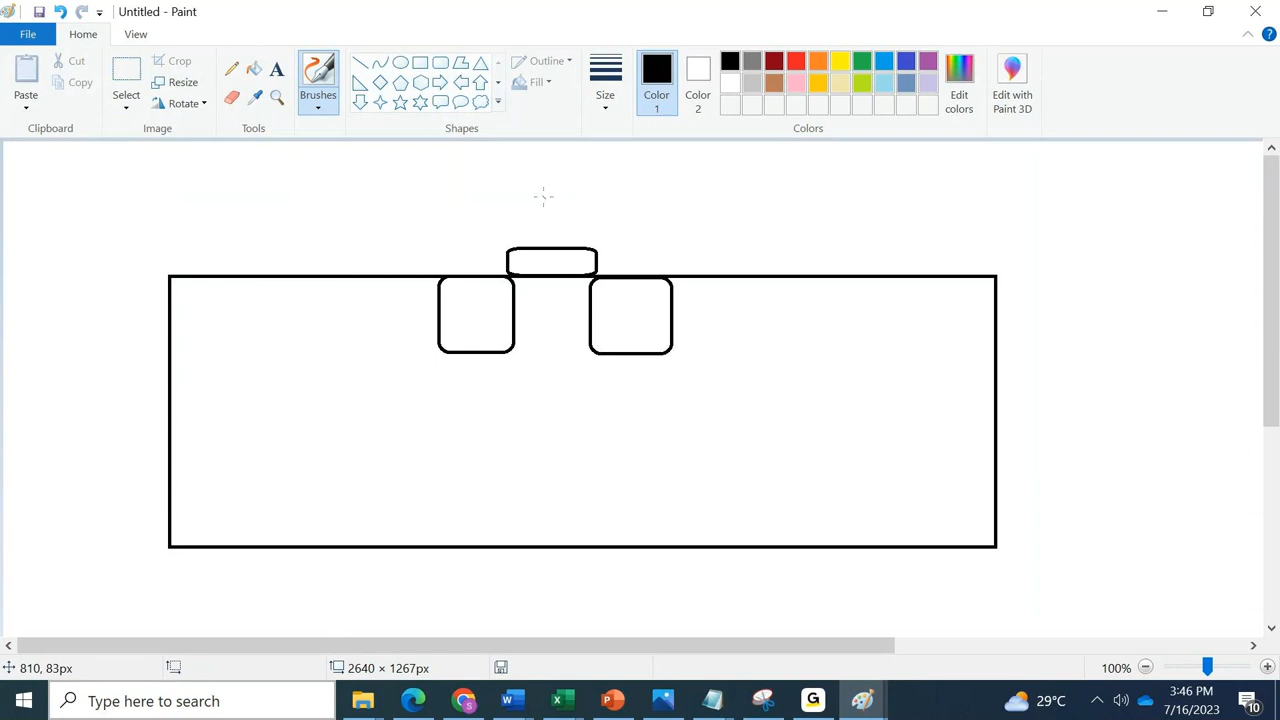 Untitled - Paint
File
Home
View
Paste
Cut
Copy
Clipboard
Select
Crop
Resize
Rotate
Image
A
Tools
Brushes
Outline
Fill
Shapes
Size
Color
1
Color
2
Edit
colors
Edit with
Paint 3D
Colors
810, 83px
2640 × 1267px
100%
Type here to search
29°C
3:46 PM
7/16/2023
10